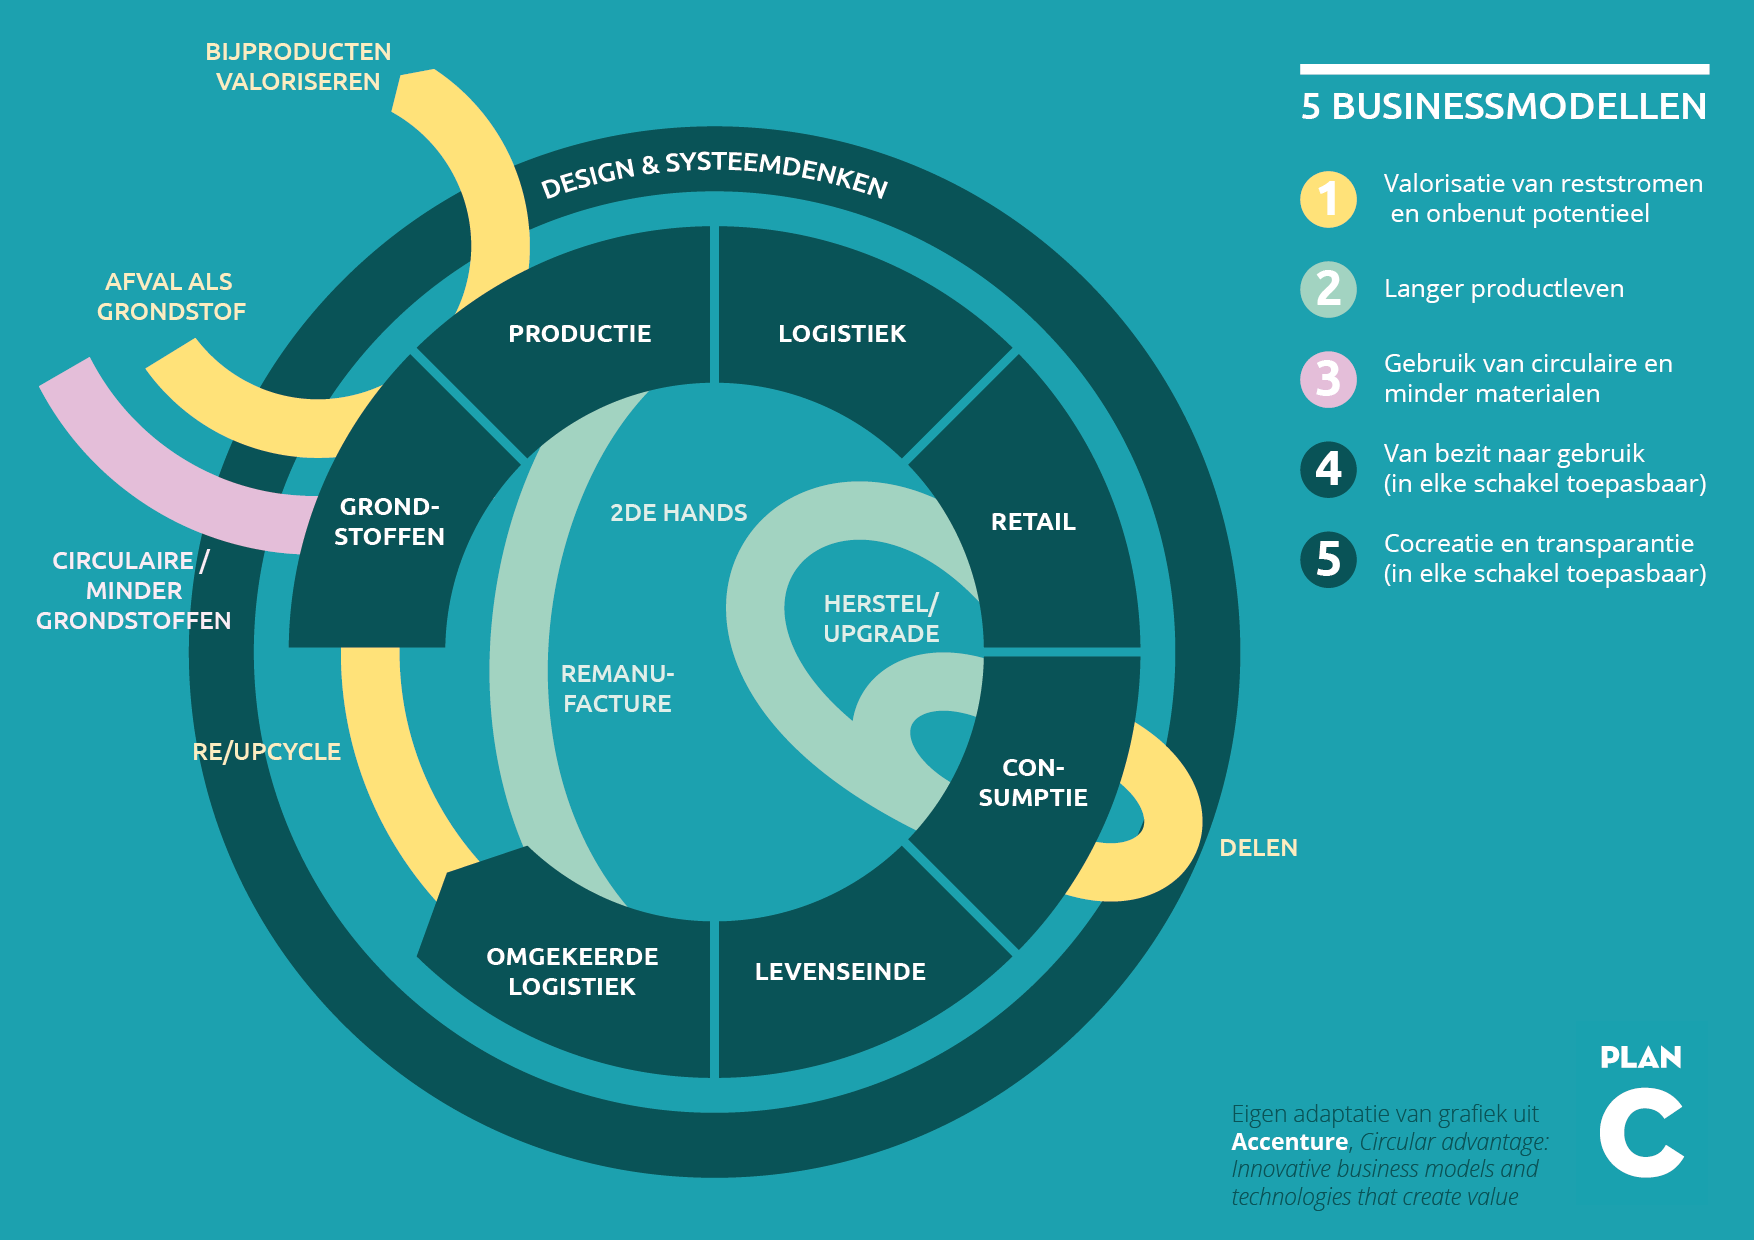 BIJPRODUCTEN
VALORISEREN
DESIGN & SYSTEEMDENKEN
AFVAL ALS
GRONDSTOF
PRODUCTIE
LOGISTIEK
GROND-
STOFFEN
2DE HANDS
RETAIL
CIRCULAIRE /
MINDER
GRONDSTOFFEN
HERSTEL/
UPGRADE
REMANU-
FACTURE
RE/UPCYCLE
CON-
SUMPTIE
DELEN
OMGEKEERDE
LOGISTIEK
LEVENSEINDE
5 BUSINESSMODELLEN
1 Valorisatie van reststromen
en onbenut potentieel
2 Langer productleven
3 Gebruik van circulaire en
minder materialen
4 Van bezit naar gebruik
(in elke schakel toepasbaar)
5 Cocreatie en transparantie
(in elke schakel toepasbaar)
Eigen adaptatie van grafiek uit
Accenture, Circular advantage:
Innovative business models and
technologies that create value
PLAN
C